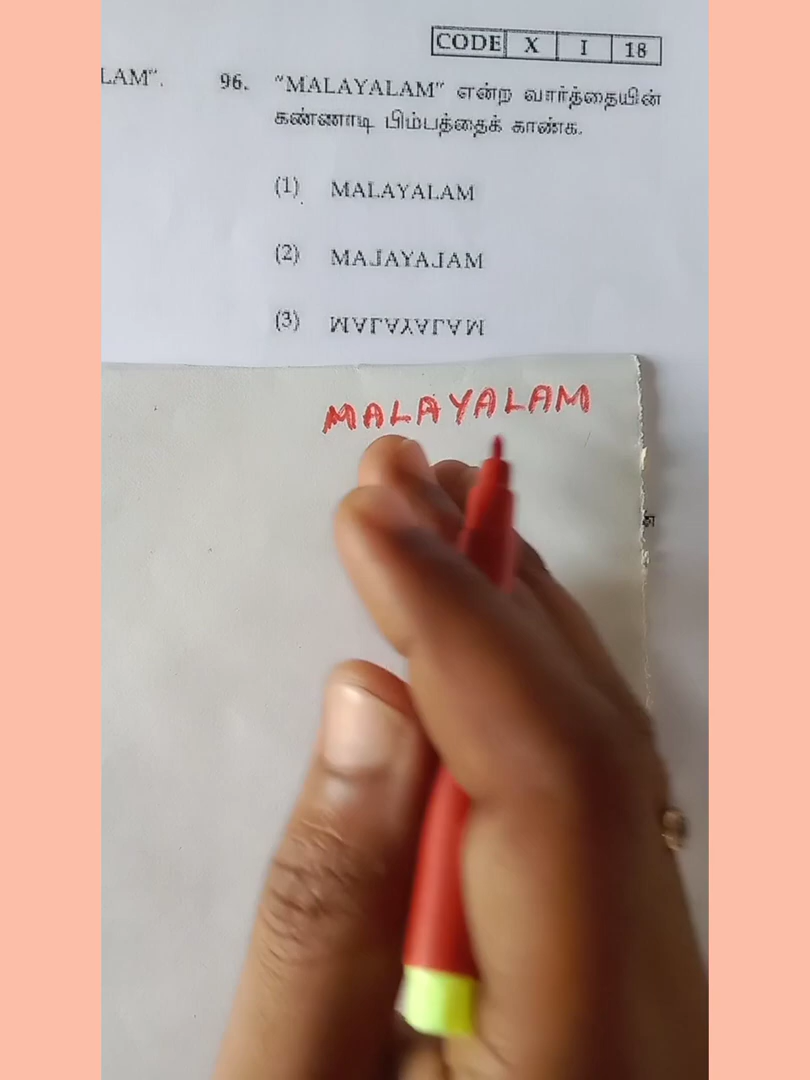 CODE X I 18
LAM".
96. "MALAYALAM" என்ற வார்த்தையின்
கண்ணாடி பிம்பத்தைக் காண்க.
(1) MALAYALAM
(2) MAJAYAJAM
(3) MALAYALAM
MALAYALAM